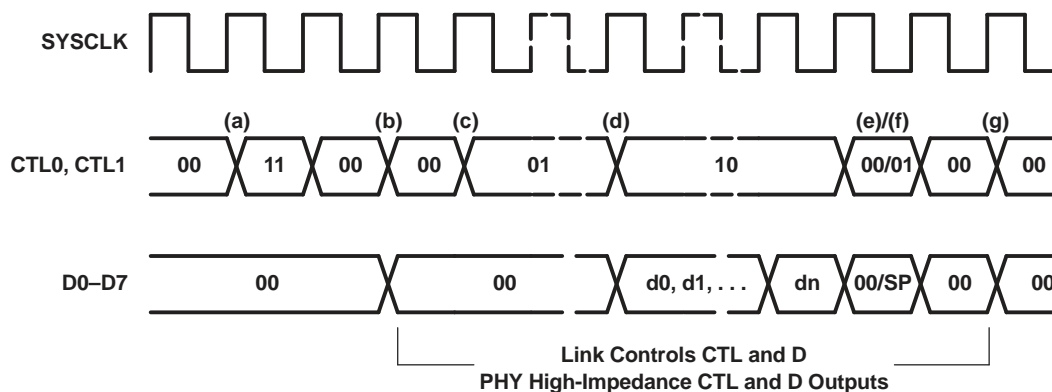 SYSCLK
(a) (b) (c) (d) (e)/(f) (g)
CTL0, CTL1 00 11 00 00 01 10 00/01 00 00
D0–D7 00 00 d0, d1, . . . dn 00/SP 00 00
Link Controls CTL and D
PHY High-Impedance CTL and D Outputs